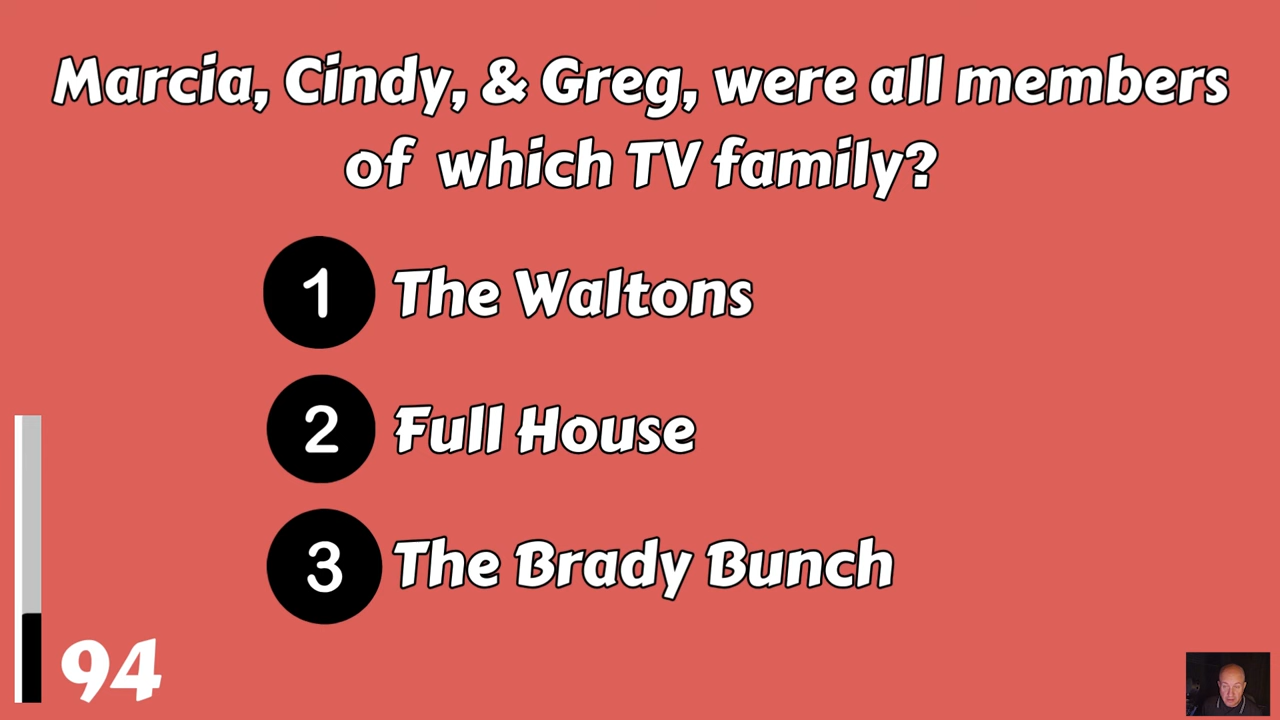 Marcia, Cindy, & Greg, were all members
of which TV family?
1 The Waltons
2 Full House
3 The Brady Bunch
94